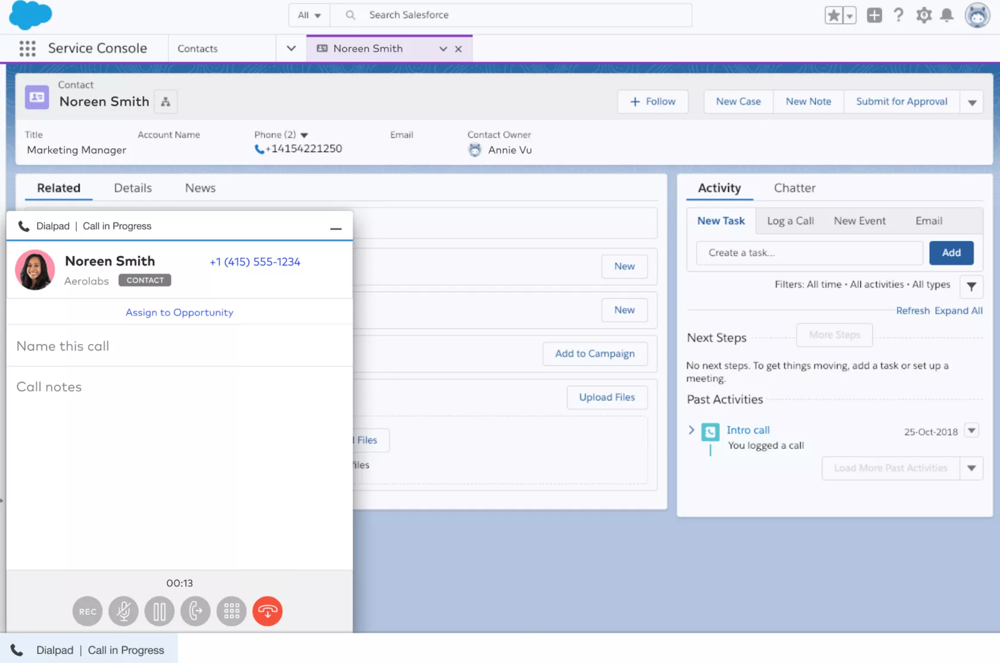 All
Search Salesforce
Service Console
Contacts
Noreen Smith
Contact
Noreen Smith
Follow
New Case
New Note
Submit for Approval
Title
Account Name
Phone (2)
Email
Contact Owner
Marketing Manager
+14154221250
Annie Vu
Related
Details
News
Activity
Chatter
Dialpad | Call in Progress
Noreen Smith
+1 (415) 555-1234
Aerolabs
CONTACT
Assign to Opportunity
Name this call
Call notes
00:13
REC
New
New
Add to Campaign
Upload Files
Files
files
New Task
Log a Call
New Event
Email
Create a task...
Add
Filters: All time • All activities • All types
Refresh Expand All
Next Steps
More Steps
No next steps. To get things moving, add a task or set up a
meeting.
Past Activities
Intro call
25-Oct-2018
You logged a call
Load More Past Activities
Dialpad | Call in Progress